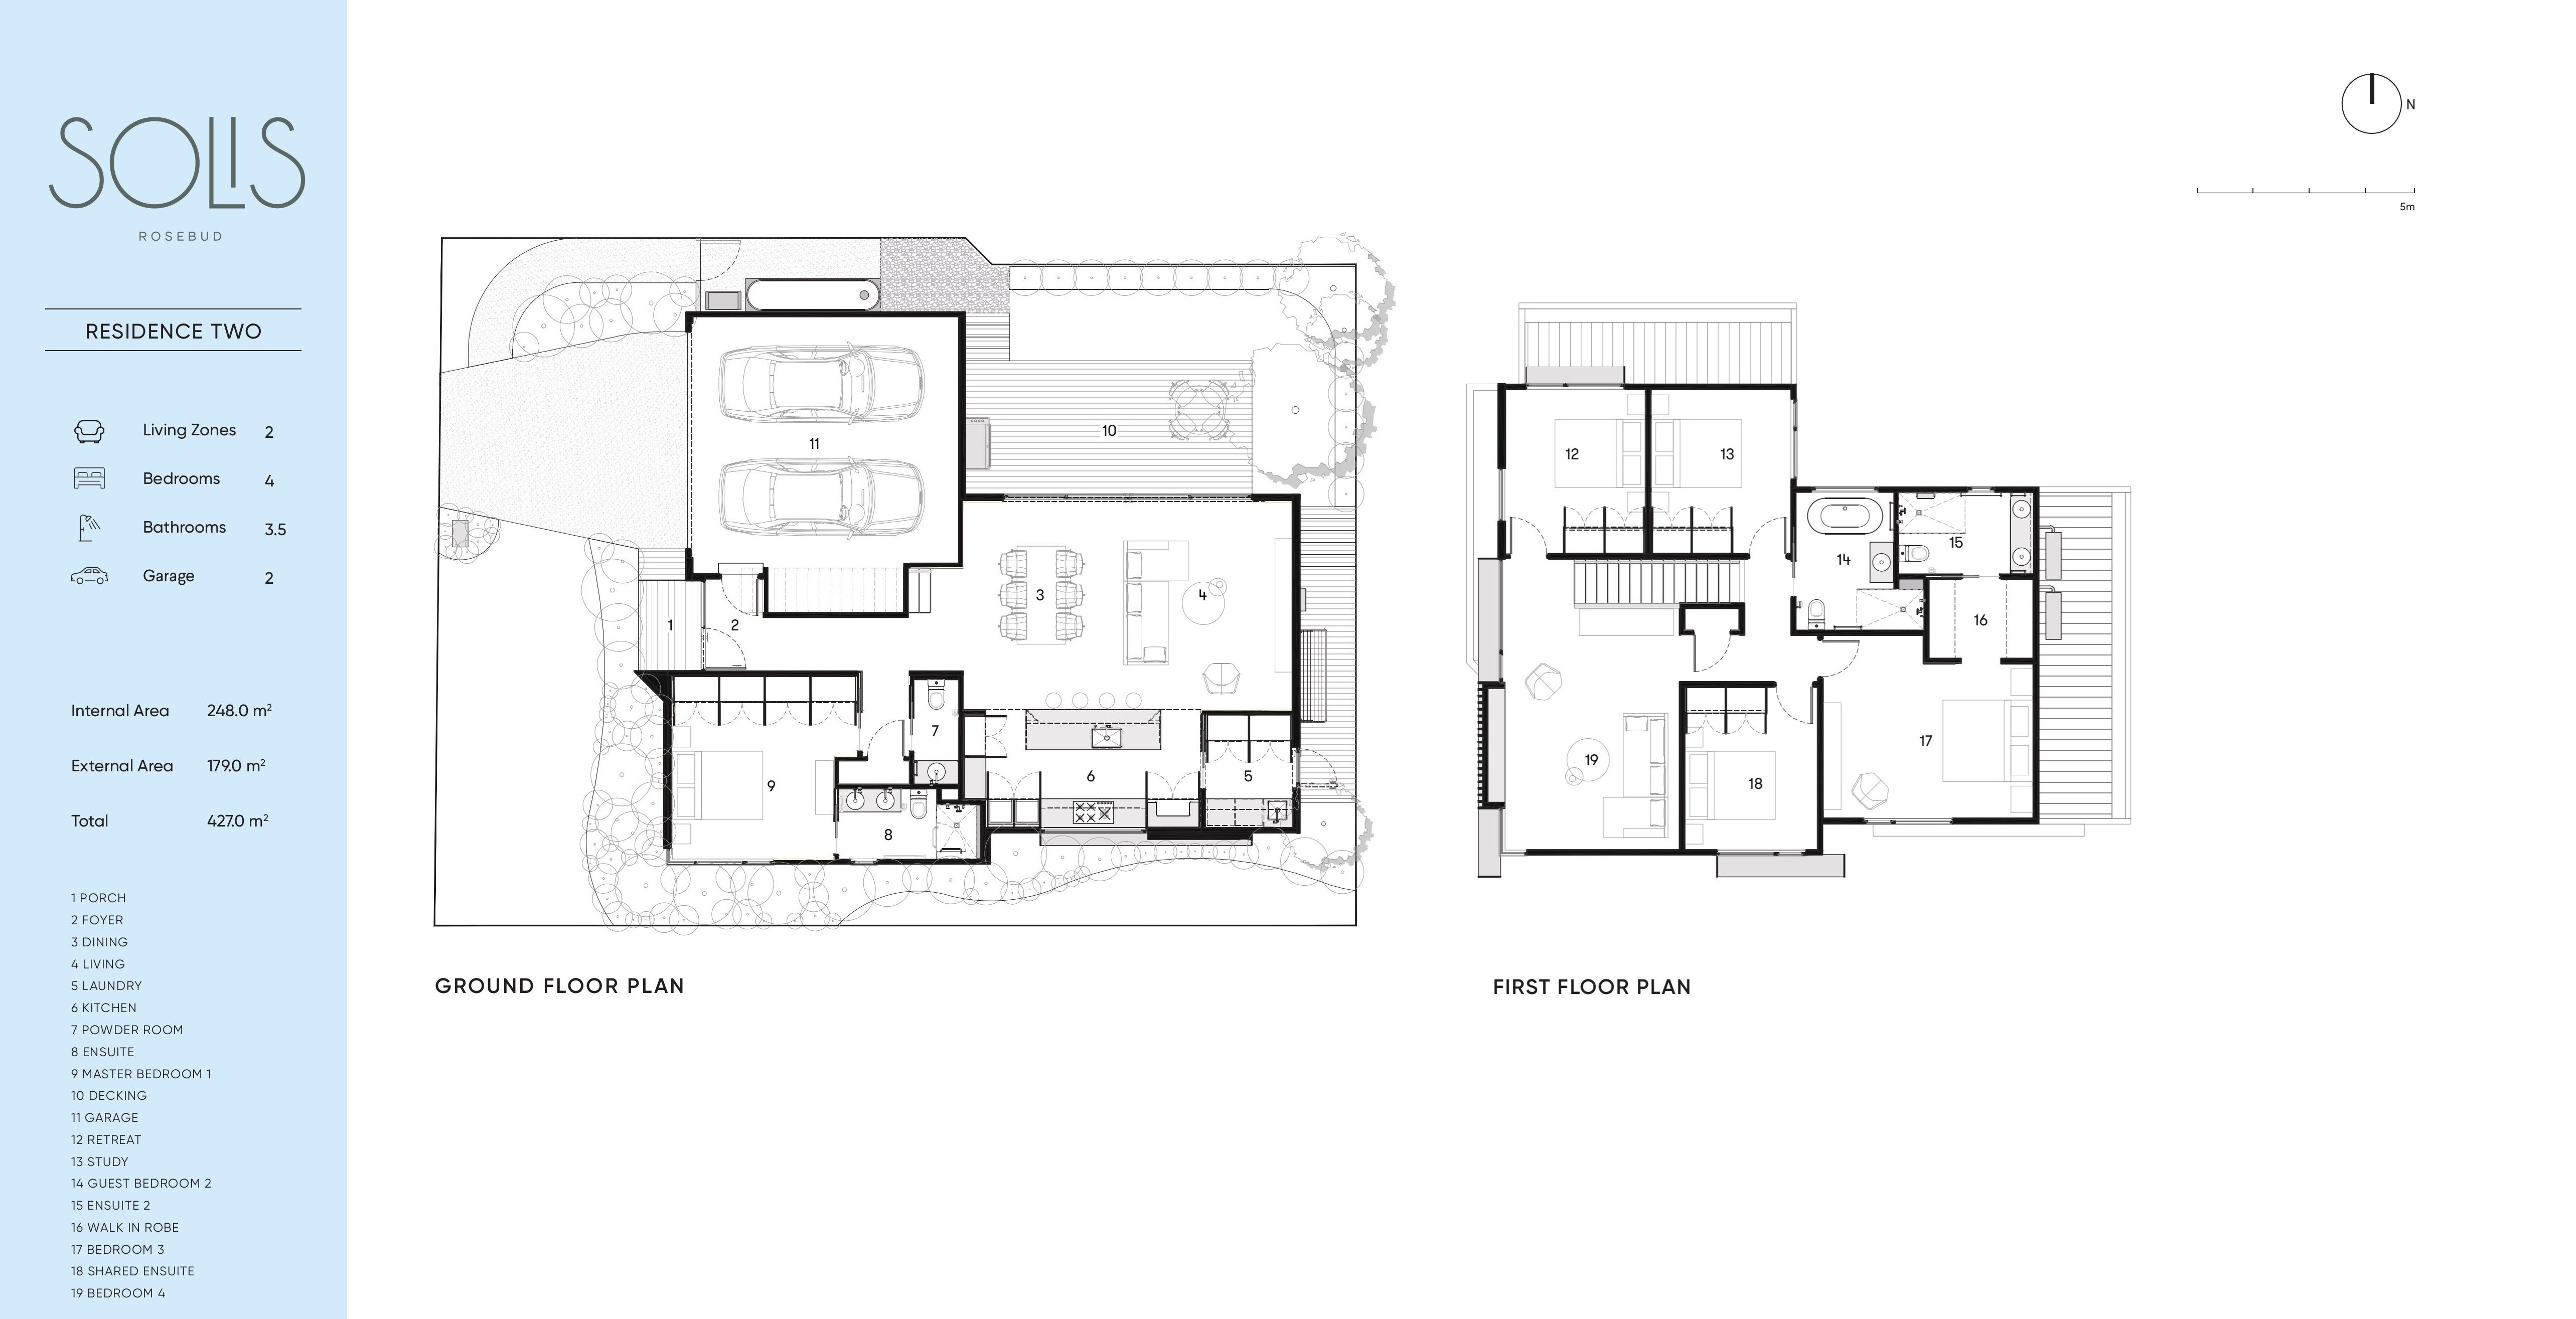 SOLIS
ROSEBUD
RESIDENCE TWO
Living Zones 2
Bedrooms 4
Bathrooms 3.5
Garage 2
Internal Area 248.0 m²
External Area 179.0 m²
Total 427.0 m²
1 PORCH
2 FOYER
3 DINING
4 LIVING
5 LAUNDRY
6 KITCHEN
7 POWDER ROOM
8 ENSUITE
9 MASTER BEDROOM 1
10 DECKING
11 GARAGE
12 RETREAT
13 STUDY
14 GUEST BEDROOM 2
15 ENSUITE 2
16 WALK IN ROBE
17 BEDROOM 3
18 SHARED ENSUITE
19 BEDROOM 4
11
10
3
4
1
2
7
6
5
9
8
GROUND FLOOR PLAN
N
5m
12
13
14
15
16
17
19
18
FIRST FLOOR PLAN